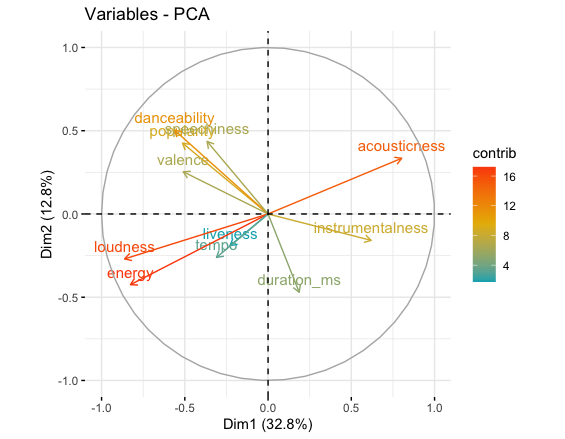 Variables - PCA
1.0
0.5
0.0
-0.5
-1.0
Dim2 (12.8%)
danceability
speechiness
popularity
valence
acousticness
instrumentalness
liveness
tempo
loudness
energy
duration_ms
-1.0
-0.5
0.0
0.5
1.0
Dim1 (32.8%)
contrib
16
12
8
4